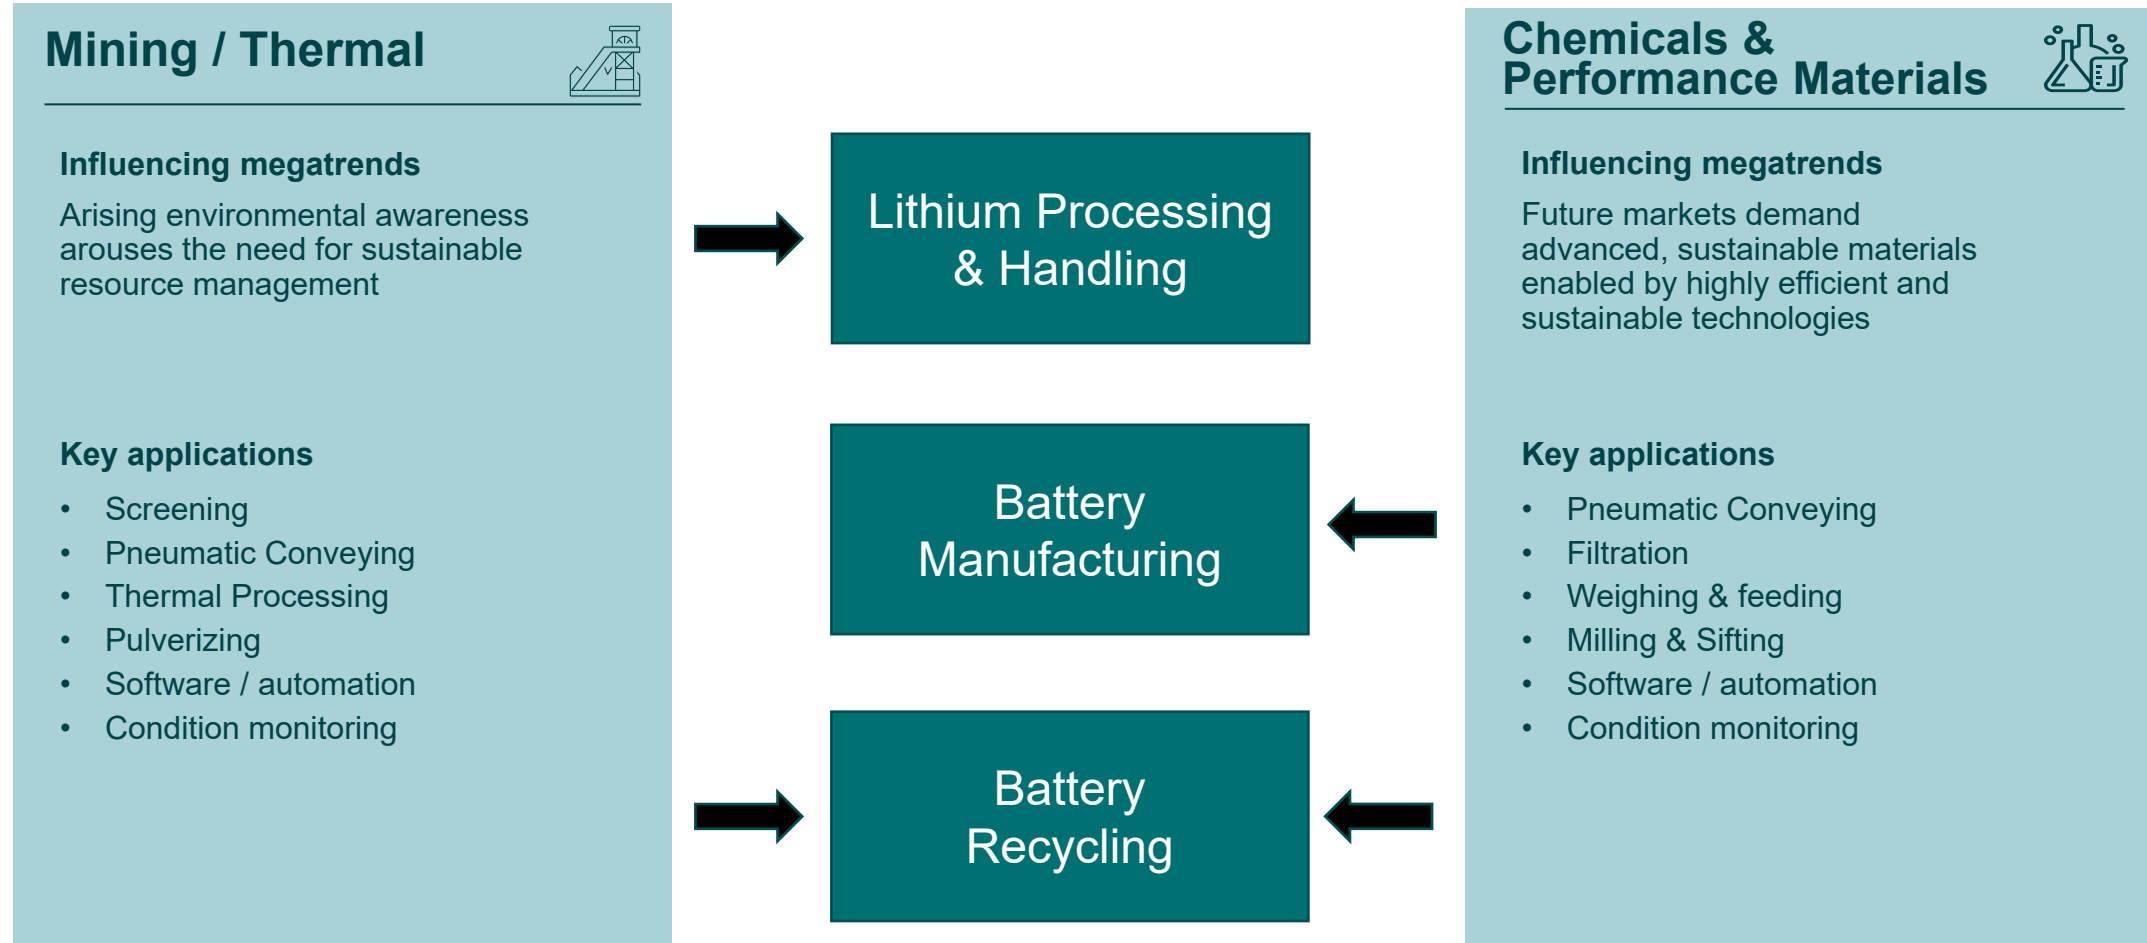 Mining / Thermal
Influencing megatrends
Arising environmental awareness
arouses the need for sustainable
resource management
Key applications
• Screening
• Pneumatic Conveying
• Thermal Processing
• Pulverizing
• Software / automation
• Condition monitoring
Lithium Processing
& Handling
Battery
Manufacturing
Battery
Recycling
Chemicals &
Performance Materials
Influencing megatrends
Future markets demand
advanced, sustainable materials
enabled by highly efficient and
sustainable technologies
Key applications
• Pneumatic Conveying
• Filtration
• Weighing & feeding
• Milling & Sifting
• Software / automation
• Condition monitoring